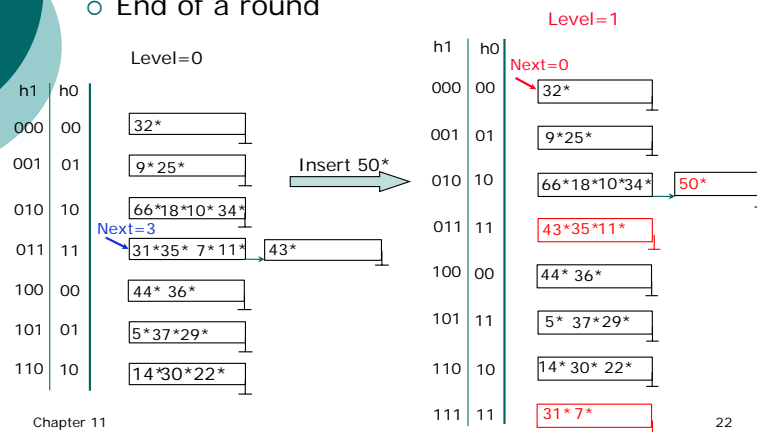 End of a round
Level=0
h1 h0
000 00 32*
001 01 9*25*
010 10 66*18*10* 34*
Next=3
011 11 31*35* 7*11* 43*
100 00 44* 36*
101 01 5*37*29*
110 10 14*30*22*
Insert 50*
Level=1
h1 h0
Next=0
000 00 32*
001 01 9*25*
010 10 66*18*10*34* 50*
011 11 43*35*11*
100 00 44* 36*
101 11 5* 37*29*
110 10 14* 30* 22*
111 11 31* 7*
Chapter 11
22